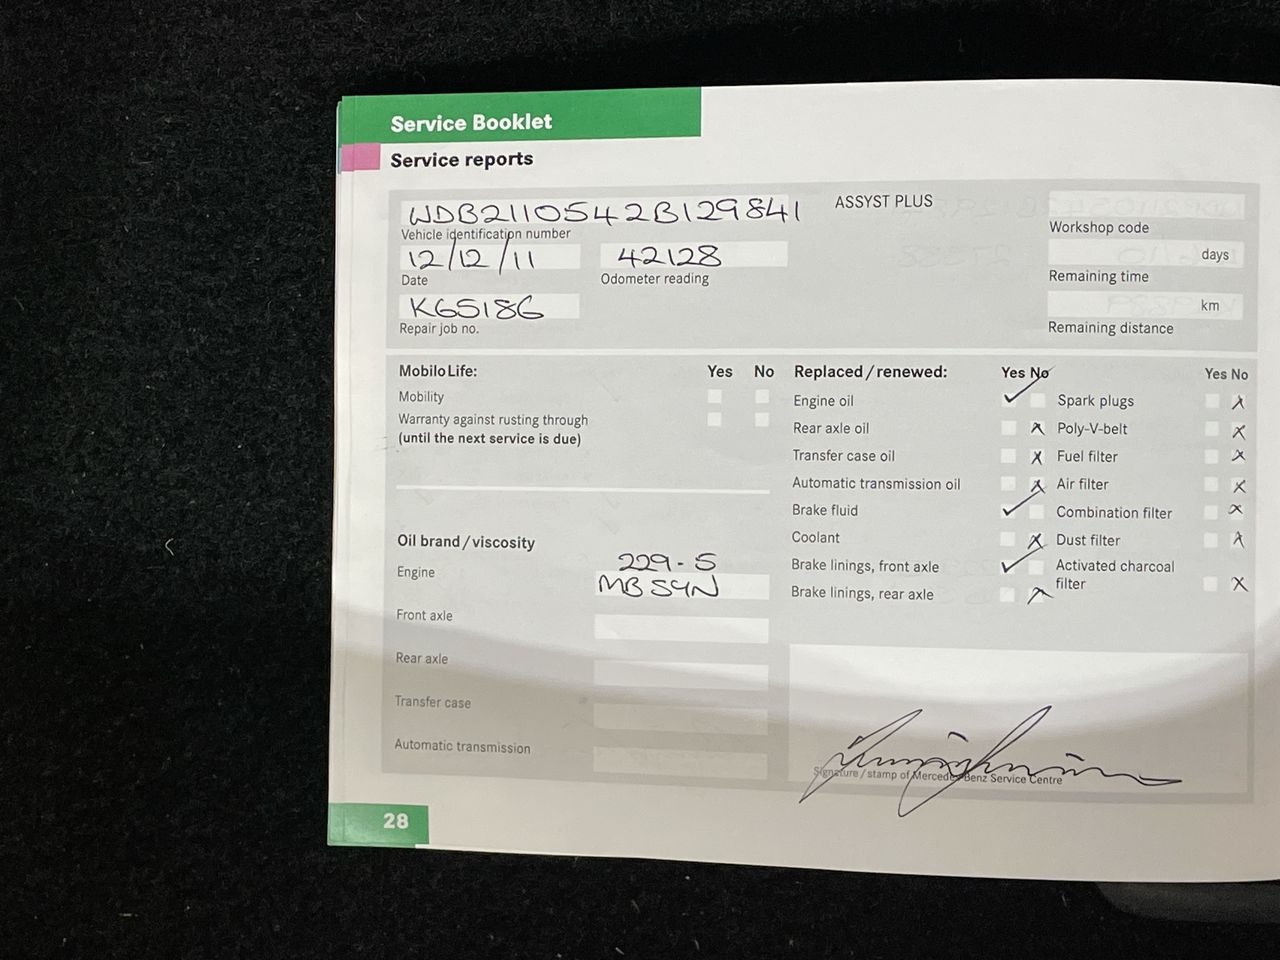 Service Booklet
Service reports
WDB2110542B129841 ASSYST PLUS
Vehicle identification number Workshop code
12/12/11 42128 days
Date Odometer reading Remaining time
KG5186 km
Repair job no. Remaining distance
MobiloLife: Yes No Replaced/renewed: Yes No Yes No
Mobility Engine oil ✓ Spark plugs X
Warranty against rusting through Rear axle oil X Poly-V-belt X
(until the next service is due) Transfer case oil X Fuel filter X
Automatic transmission oil X Air filter X
Brake fluid ✓ Combination filter X
Oil brand/viscosity Coolant X Dust filter X
229-5
Engine MB SYN Brake linings, front axle ✓ Activated charcoal filter X
Front axle Brake linings, rear axle X
Rear axle
Transfer case
Automatic transmission
Signature/stamp of Mercedes-Benz Service Centre
28